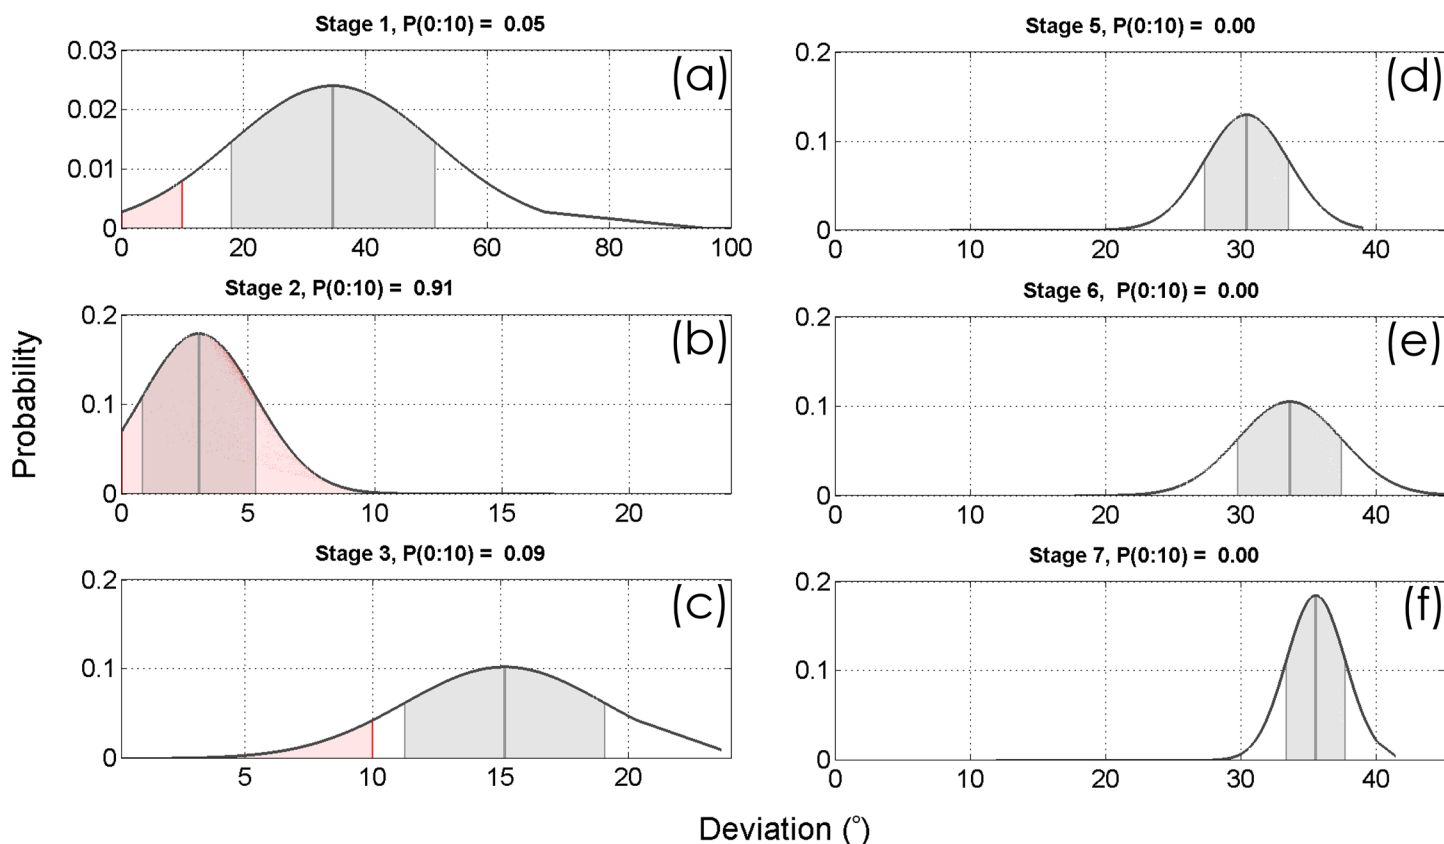 Stage 1, P(0:10) = 0.05
0.03
0.02
0.01
0
(a)
0 20 40 60 80 100
Stage 2, P(0:10) = 0.91
0.2
0.1
0
(b)
0 5 10 15 20
Stage 3, P(0:10) = 0.09
0.2
0.1
0
(c)
5 10 15 20
Stage 5, P(0:10) = 0.00
0.2
0.1
0
(d)
0 10 20 30 40
Stage 6, P(0:10) = 0.00
0.2
0.1
0
(e)
0 10 20 30 40
Stage 7, P(0:10) = 0.00
0.2
0.1
0
(f)
0 10 20 30 40
Probability
Deviation (°)